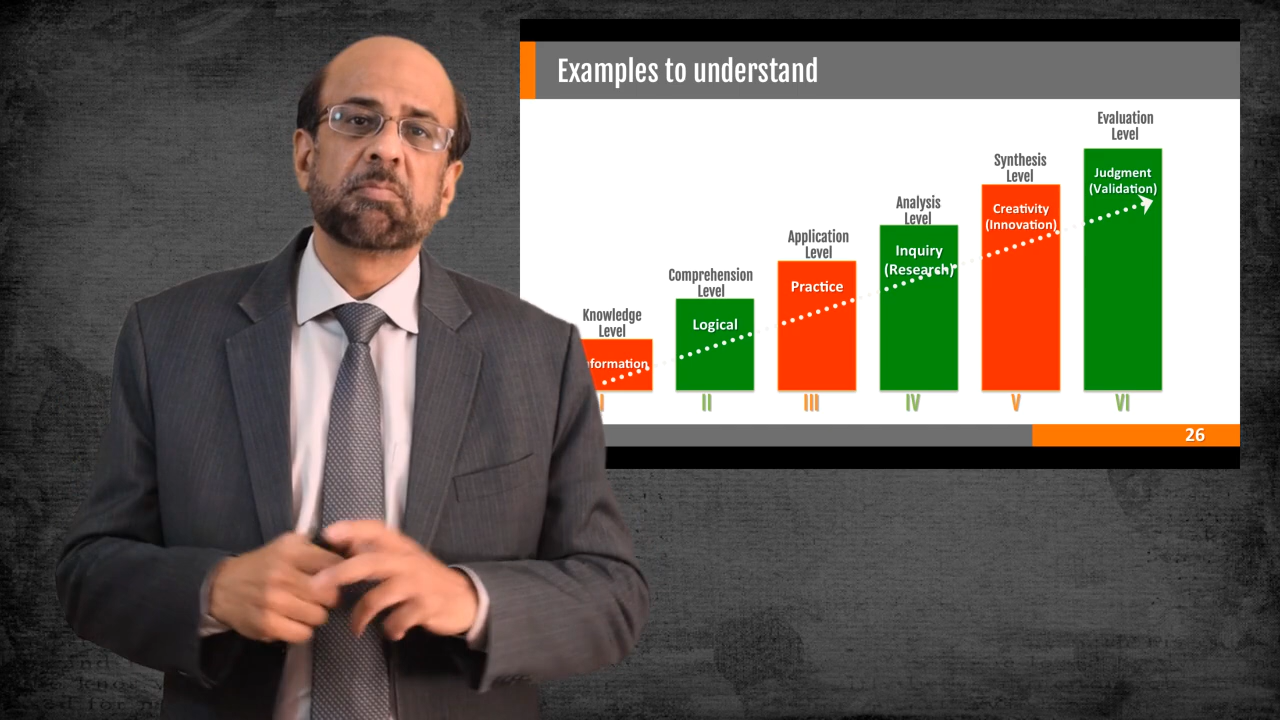 Examples to understand
Evaluation
Level
Judgment
(Validation)
Synthesis
Level
Creativity
(Innovation)
Analysis
Level
Inquiry
(Research)
Application
Level
Practice
Comprehension
Level
Logical
Knowledge
Level
nformation
I
II
III
IV
V
VI
26